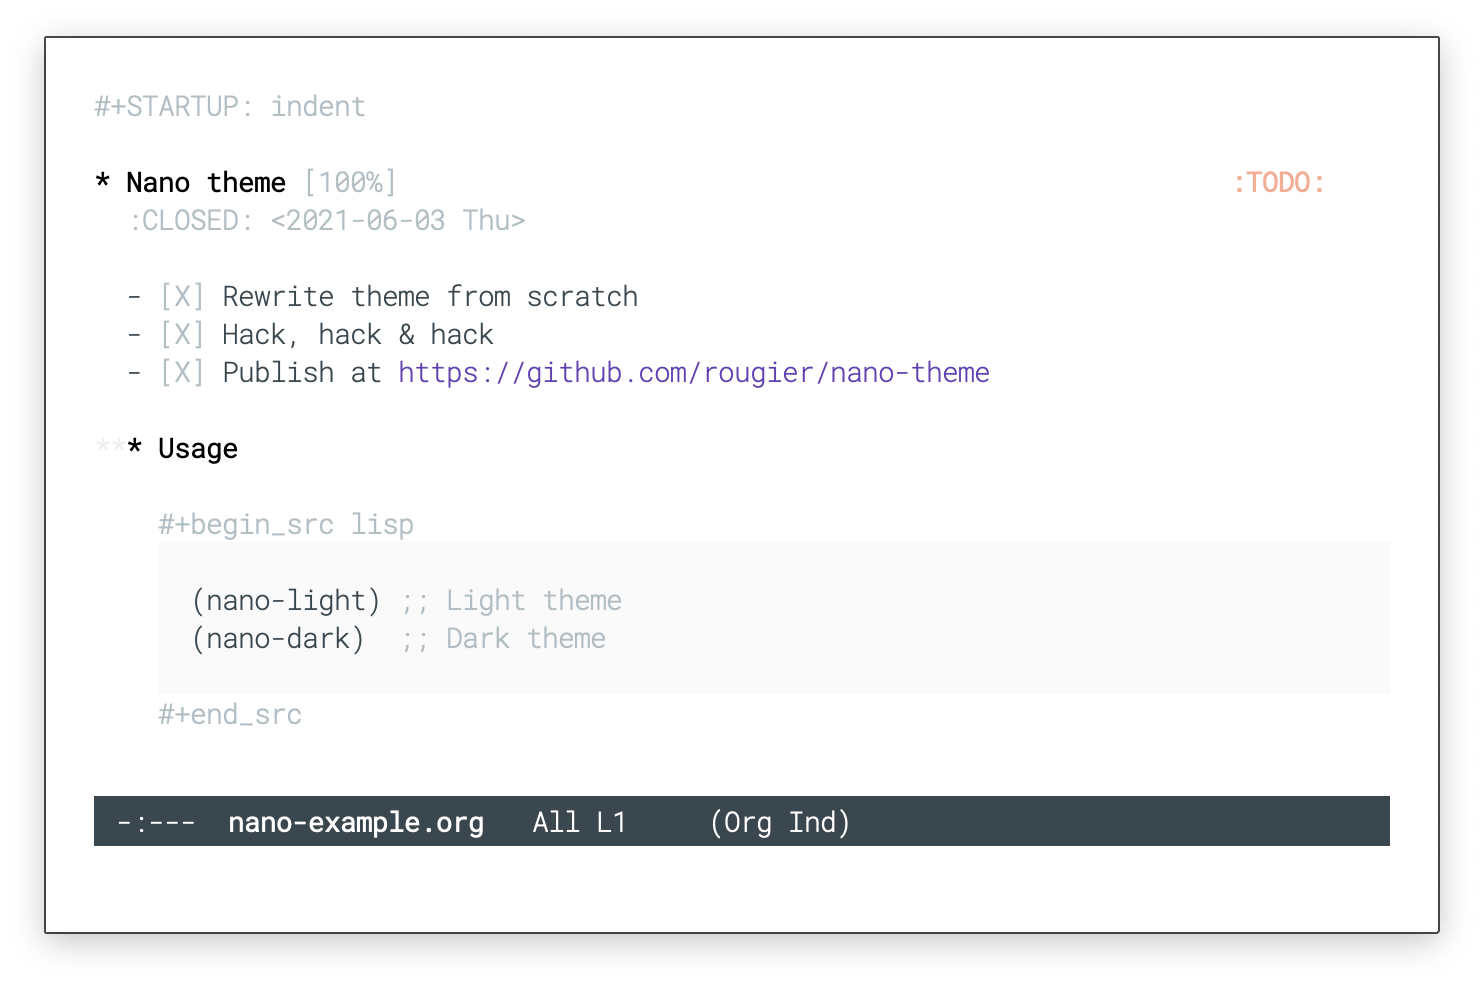 #+STARTUP: indent
* Nano theme [100%] :TODO:
:CLOSED: <2021-06-03 Thu>
- [X] Rewrite theme from scratch
- [X] Hack, hack & hack
- [X] Publish at https://github.com/rougier/nano-theme
*** Usage
#+begin_src lisp
(nano-light) ;; Light theme
(nano-dark)  ;; Dark theme
#+end_src
-:---  nano-example.org   All L1     (Org Ind)